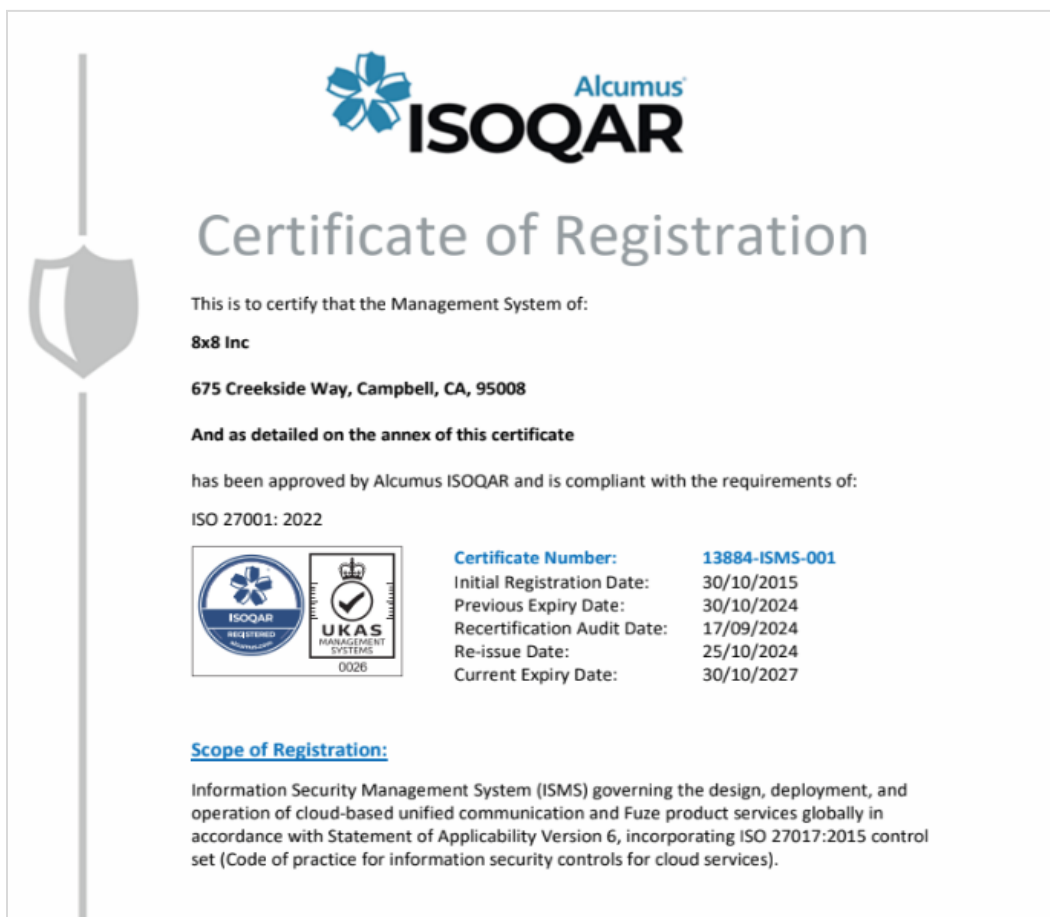 Alcumus
ISOQAR
Certificate of Registration
This is to certify that the Management System of:
8x8 Inc
675 Creekside Way, Campbell, CA, 95008
And as detailed on the annex of this certificate
has been approved by Alcumus ISOQAR and is compliant with the requirements of:
ISO 27001: 2022
ISOQAR
REGISTERED
alcumus.com
UKAS
MANAGEMENT
SYSTEMS
0026
Certificate Number: 13884-ISMS-001
Initial Registration Date: 30/10/2015
Previous Expiry Date: 30/10/2024
Recertification Audit Date: 17/09/2024
Re-issue Date: 25/10/2024
Current Expiry Date: 30/10/2027
Scope of Registration:
Information Security Management System (ISMS) governing the design, deployment, and
operation of cloud-based unified communication and Fuze product services globally in
accordance with Statement of Applicability Version 6, incorporating ISO 27017:2015 control
set (Code of practice for information security controls for cloud services).